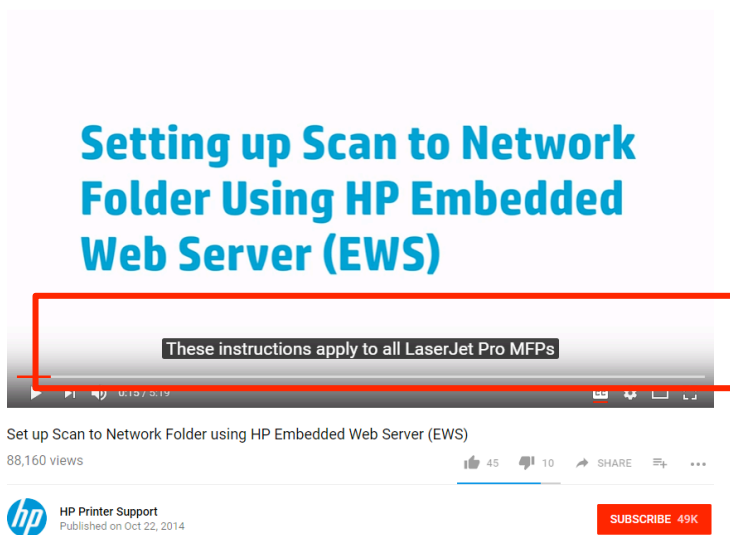 Setting up Scan to Network
Folder Using HP Embedded
Web Server (EWS)
These instructions apply to all LaserJet Pro MFPs
0:15 / 5:19
CC
Set up Scan to Network Folder using HP Embedded Web Server (EWS)
88,160 views
45 10 SHARE
hp
HP Printer Support
Published on Oct 22, 2014
SUBSCRIBE 49K